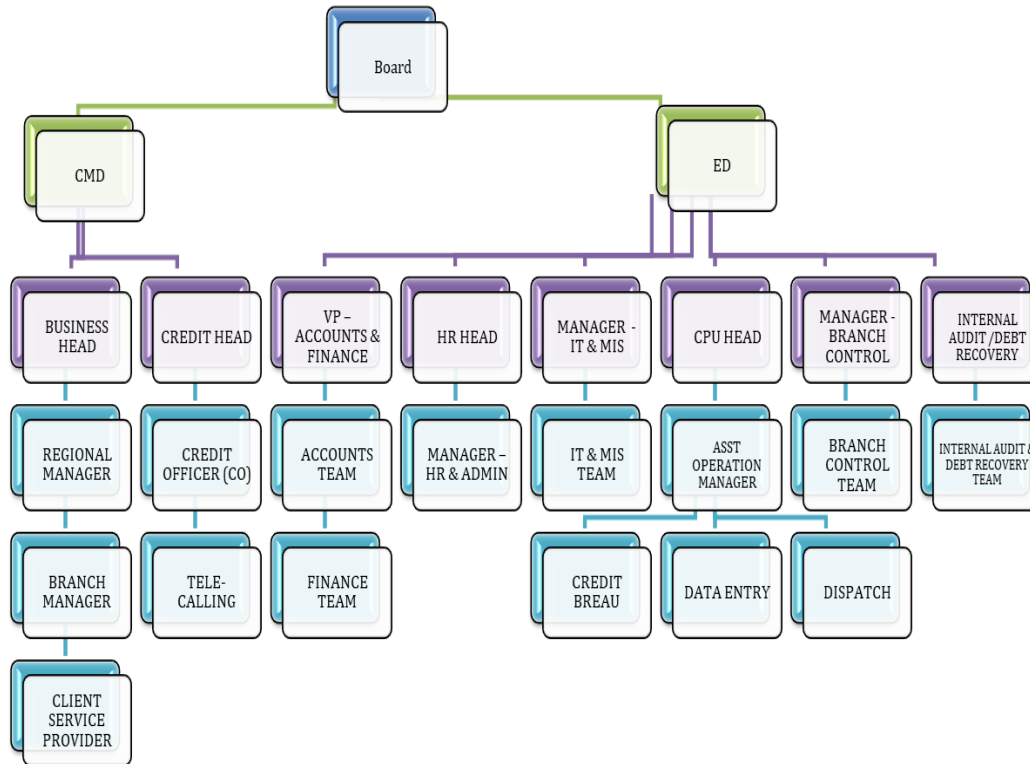 Board
CMD
ED
BUSINESS
HEAD
CREDIT HEAD
VP –
ACCOUNTS &
FINANCE
HR HEAD
MANAGER -
IT & MIS
CPU HEAD
MANAGER -
BRANCH
CONTROL
INTERNAL
AUDIT /DEBT
RECOVERY
REGIONAL
MANAGER
CREDIT
OFFICER (CO)
ACCOUNTS
TEAM
MANAGER –
HR & ADMIN
IT & MIS
TEAM
ASST
OPERATION
MANAGER
BRANCH
CONTROL
TEAM
INTERNAL AUDIT &
DEBT RECOVERY
TEAM
BRANCH
MANAGER
TELE-
CALLING
FINANCE
TEAM
CREDIT
BREAU
DATA ENTRY
DISPATCH
CLIENT
SERVICE
PROVIDER